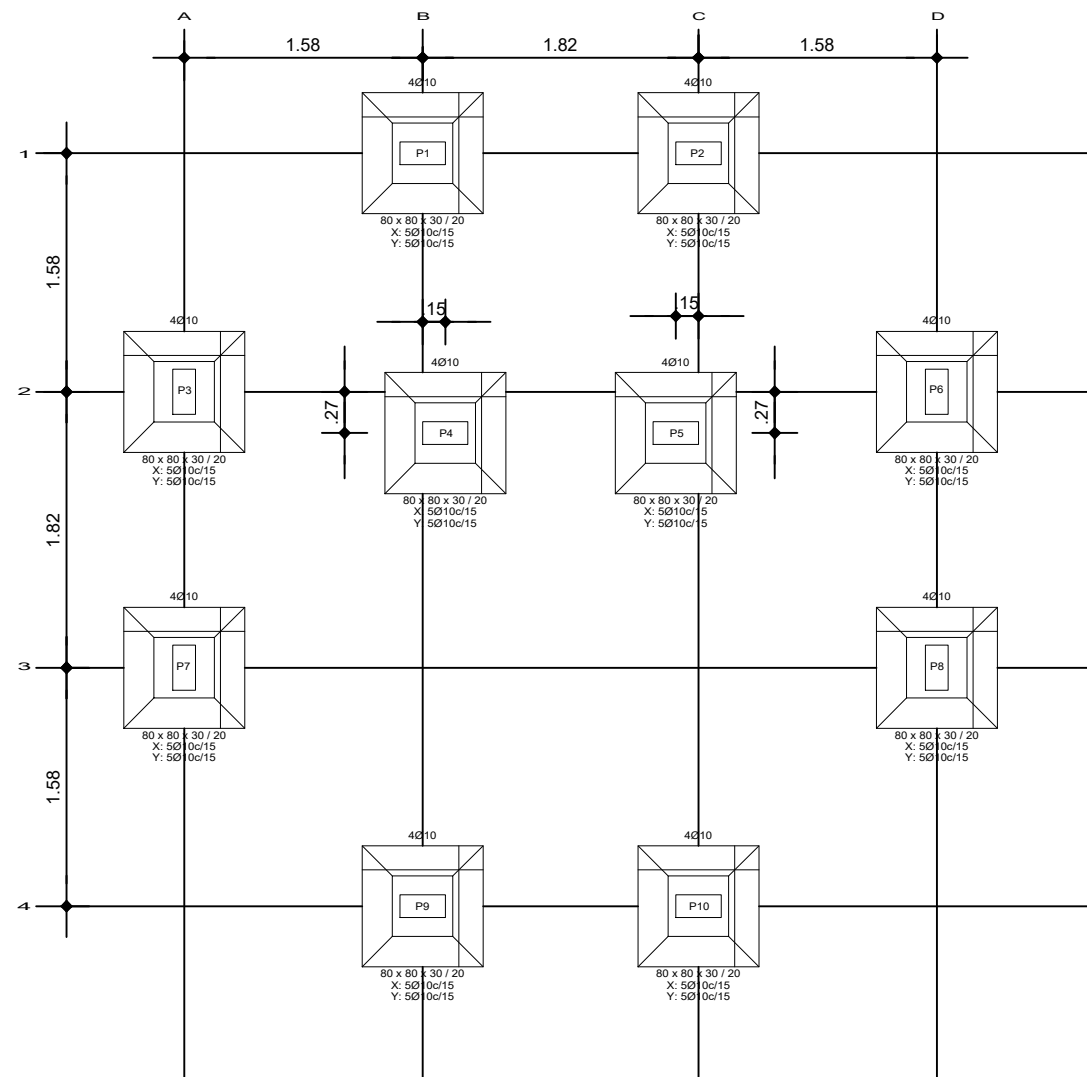 A B C D
1.58 1.82 1.58
4Ø10 4Ø10
1 P1 P2
80 x 80 x 30 / 20 80 x 80 x 30 / 20
X: 5Ø10c/15 X: 5Ø10c/15
Y: 5Ø10c/15 Y: 5Ø10c/15
1.58
.15 .15
4Ø10 4Ø10
4Ø10 4Ø10
2 P3 P6
.27 .27
P4 P5
80 x 80 x 30 / 20 80 x 80 x 30 / 20
X: 5Ø10c/15 X: 5Ø10c/15
Y: 5Ø10c/15 Y: 5Ø10c/15
80 x 80 x 30 / 20 80 x 80 x 30 / 20
X: 5Ø10c/15 X: 5Ø10c/15
Y: 5Ø10c/15 Y: 5Ø10c/15
1.82
4Ø10 4Ø10
3 P7 P8
80 x 80 x 30 / 20 80 x 80 x 30 / 20
X: 5Ø10c/15 X: 5Ø10c/15
Y: 5Ø10c/15 Y: 5Ø10c/15
1.58
4Ø10 4Ø10
4 P9 P10
80 x 80 x 30 / 20 80 x 80 x 30 / 20
X: 5Ø10c/15 X: 5Ø10c/15
Y: 5Ø10c/15 Y: 5Ø10c/15